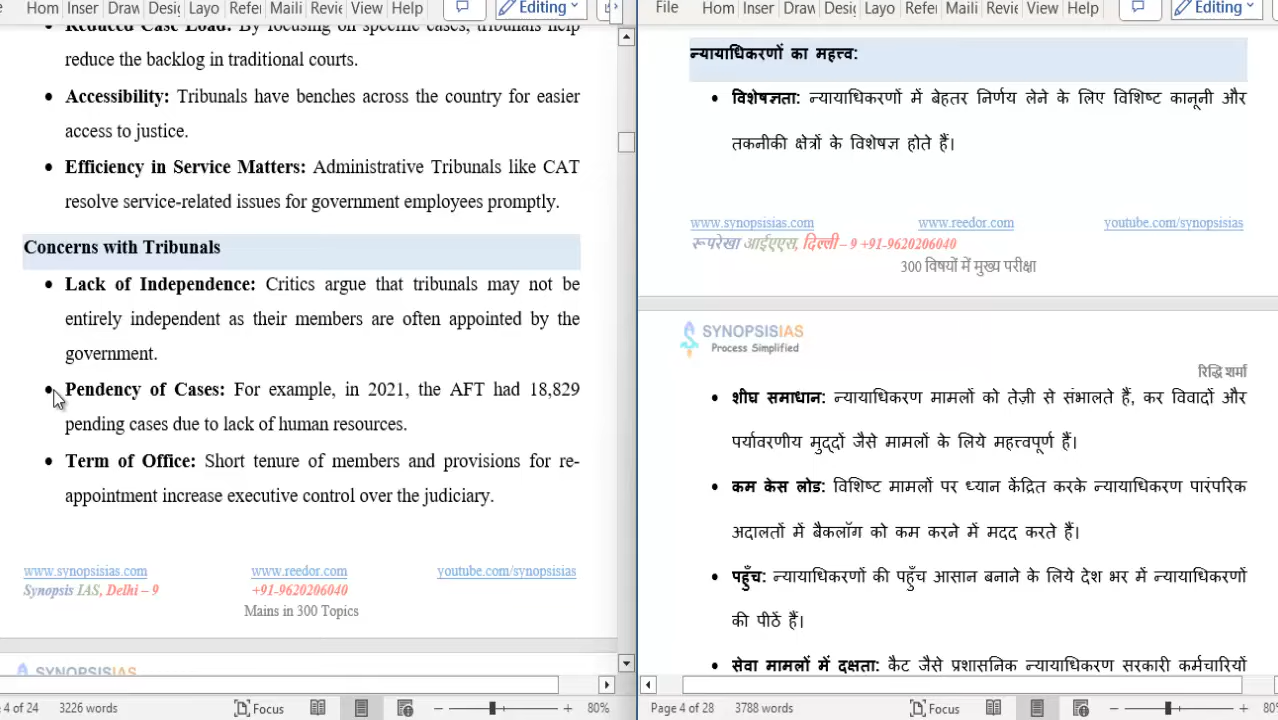 Hom Inser Draw Desig Layo Refer Maili Revie View Help Editing
Reduced Case Load: By focusing on specific cases, tribunals help
reduce the backlog in traditional courts.
• Accessibility: Tribunals have benches across the country for easier
access to justice.
• Efficiency in Service Matters: Administrative Tribunals like CAT
resolve service-related issues for government employees promptly.
Concerns with Tribunals
• Lack of Independence: Critics argue that tribunals may not be
entirely independent as their members are often appointed by the
government.
• Pendency of Cases: For example, in 2021, the AFT had 18,829
pending cases due to lack of human resources.
• Term of Office: Short tenure of members and provisions for re-
appointment increase executive control over the judiciary.
www.synopsisias.com www.reedor.com youtube.com/synopsisias
Synopsis IAS, Delhi – 9 +91-9620206040
Mains in 300 Topics
SYNOPSISIAS
4 of 24 3226 words Focus 80%
File Hom Inser Draw Desig Layo Refer Maili Revie View Help Editing
न्यायाधिकरणों का महत्त्व:
• विशेषज्ञता: न्यायाधिकरणों में बेहतर निर्णय लेने के लिए विशिष्ट कानूनी और
तकनीकी क्षेत्रों के विशेषज्ञ होते हैं।
www.synopsisias.com www.reedor.com youtube.com/synopsisias
रूपरेखा आईएएस, दिल्ली – 9 +91-9620206040
300 विषयों में मुख्य परीक्षा
SYNOPSISIAS
Process Simplified
रिद्धि शर्मा
• शीघ्र समाधान: न्यायाधिकरण मामलों को तेज़ी से संभालते हैं, कर विवादों और
पर्यावरणीय मुद्दों जैसे मामलों के लिये महत्त्वपूर्ण हैं।
• कम केस लोड: विशिष्ट मामलों पर ध्यान केंद्रित करके न्यायाधिकरण पारंपरिक
अदालतों में बैकलॉग को कम करने में मदद करते हैं।
• पहुँच: न्यायाधिकरणों की पहुँच आसान बनाने के लिये देश भर में न्यायाधिकरणों
की पीठें हैं।
• सेवा मामलों में दक्षता: कैट जैसे प्रशासनिक न्यायाधिकरण सरकारी कर्मचारियों
Page 4 of 28 3788 words Focus 80%